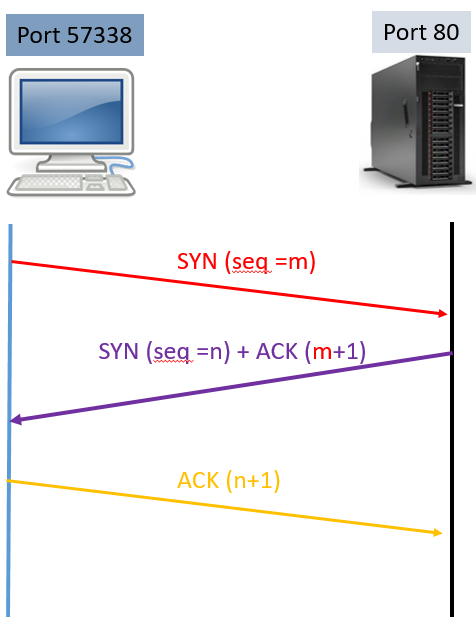 Port 57338
Port 80
SYN (seq =m)
SYN (seq =n) + ACK (m+1)
ACK (n+1)